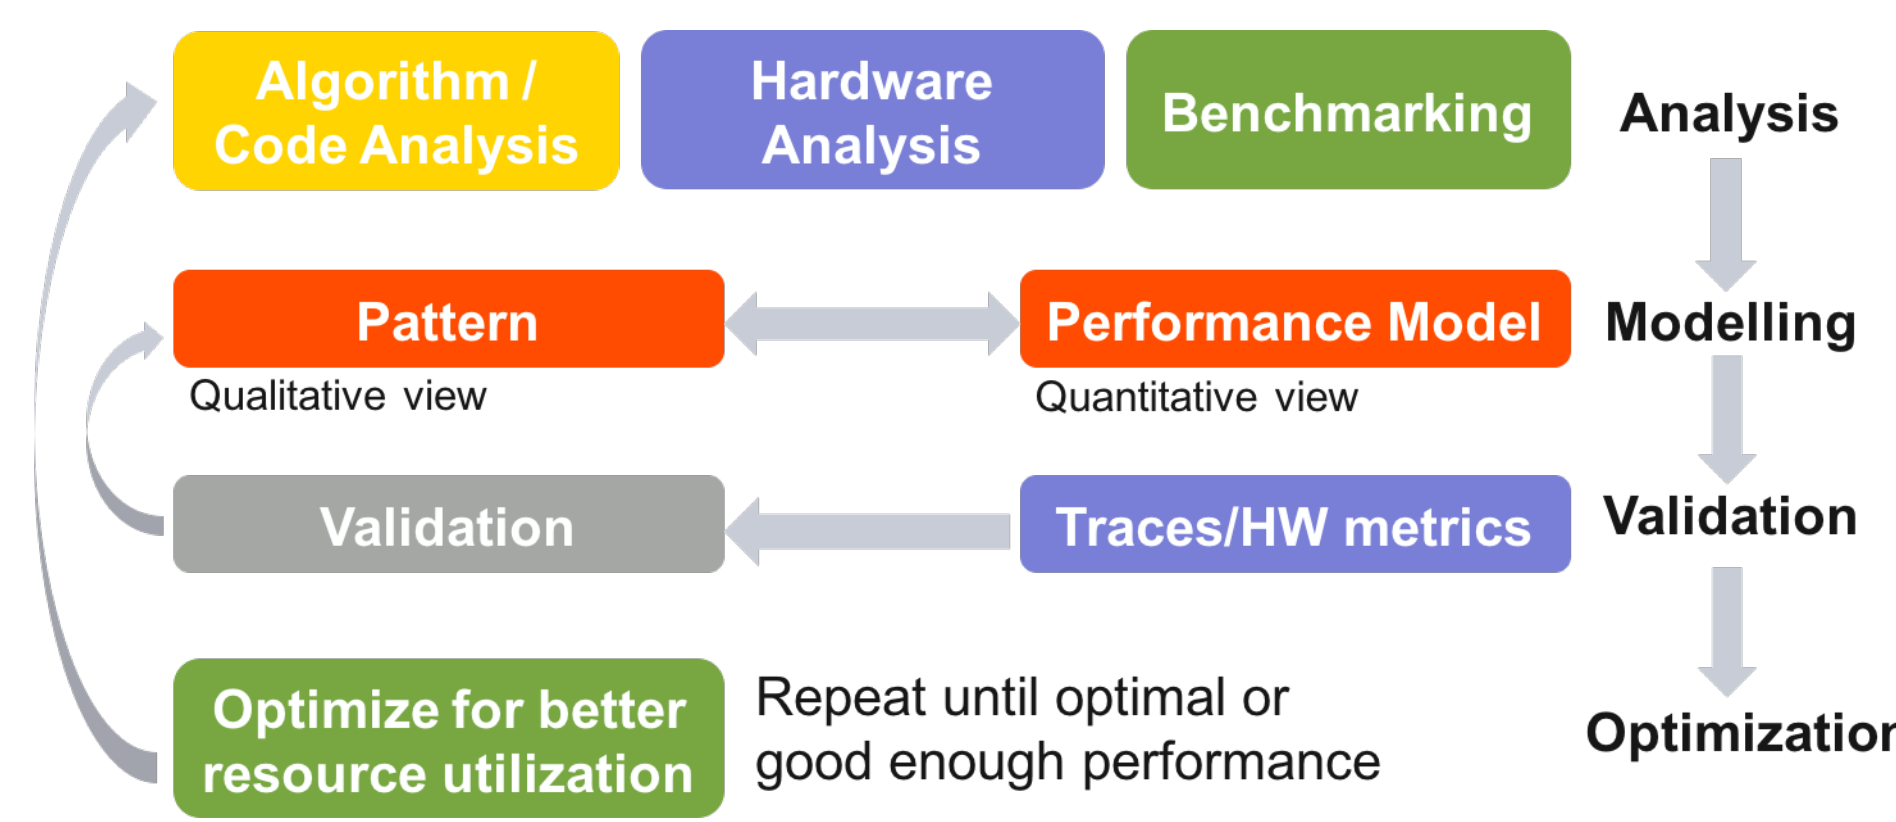 Algorithm /
Code Analysis
Hardware
Analysis
Benchmarking
Analysis
Pattern
Performance Model
Modelling
Qualitative view
Quantitative view
Validation
Traces/HW metrics
Validation
Optimize for better
resource utilization
Repeat until optimal or
good enough performance
Optimization